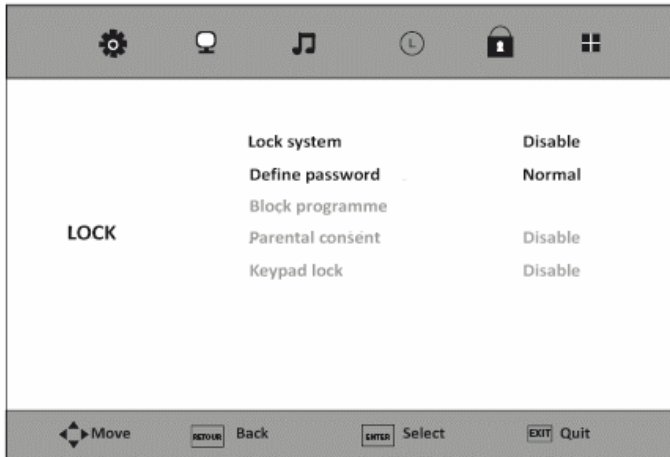 L
Lock system Disable
Define password Normal
Block programme
LOCK
Parental consent Disable
Keypad lock Disable
Move RETOUR Back ENTER Select EXIT Quit